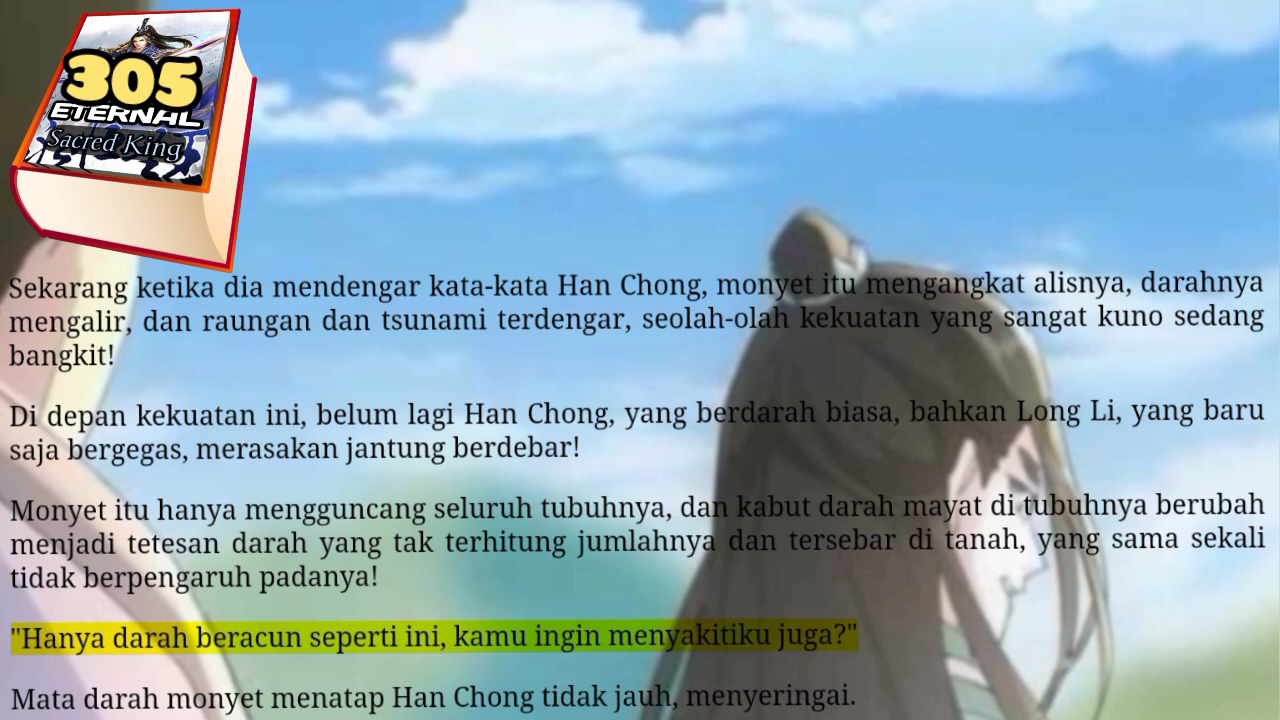 305
ETERNAL
Sacred King
Sekarang ketika dia mendengar kata-kata Han Chong, monyet itu mengangkat alisnya, darahnya
mengalir, dan raungan dan tsunami terdengar, seolah-olah kekuatan yang sangat kuno sedang
bangkit!
Di depan kekuatan ini, belum lagi Han Chong, yang berdarah biasa, bahkan Long Li, yang baru
saja bergegas, merasakan jantung berdebar!
Monyet itu hanya mengguncang seluruh tubuhnya, dan kabut darah mayat di tubuhnya berubah
menjadi tetesan darah yang tak terhitung jumlahnya dan tersebar di tanah, yang sama sekali
tidak berpengaruh padanya!
"Hanya darah beracun seperti ini, kamu ingin menyakitiku juga?"
Mata darah monyet menatap Han Chong tidak jauh, menyeringai.